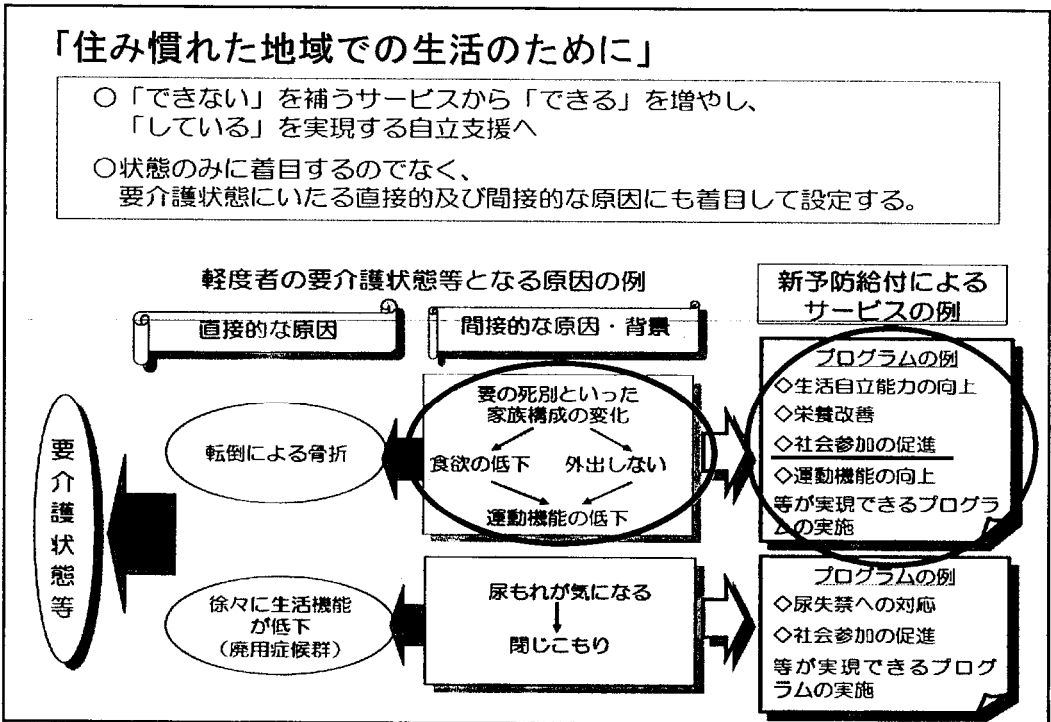 「住み慣れた地域での生活のために」
○「できない」を補うサービスから「できる」を増やし、
「している」を実現する自立支援へ
○状態のみに着目するのでなく、
要介護状態にいたる直接的及び間接的な原因にも着目して設定する。
軽度者の要介護状態等となる原因の例
新予防給付による
サービスの例
直接的な原因
間接的な原因・背景
要介護状態等
転倒による骨折
要の死別といった
家族構成の変化
食欲の低下
外出しない
運動機能の低下
プログラムの例
◇生活自立能力の向上
◇栄養改善
◇社会参加の促進
◇運動機能の向上
等が実現できるプログラ
ムの実施
徐々に生活機能
が低下
（廃用症候群）
尿もれが気になる
閉じこもり
プログラムの例
◇尿失禁への対応
◇社会参加の促進
等が実現できるプログ
ラムの実施